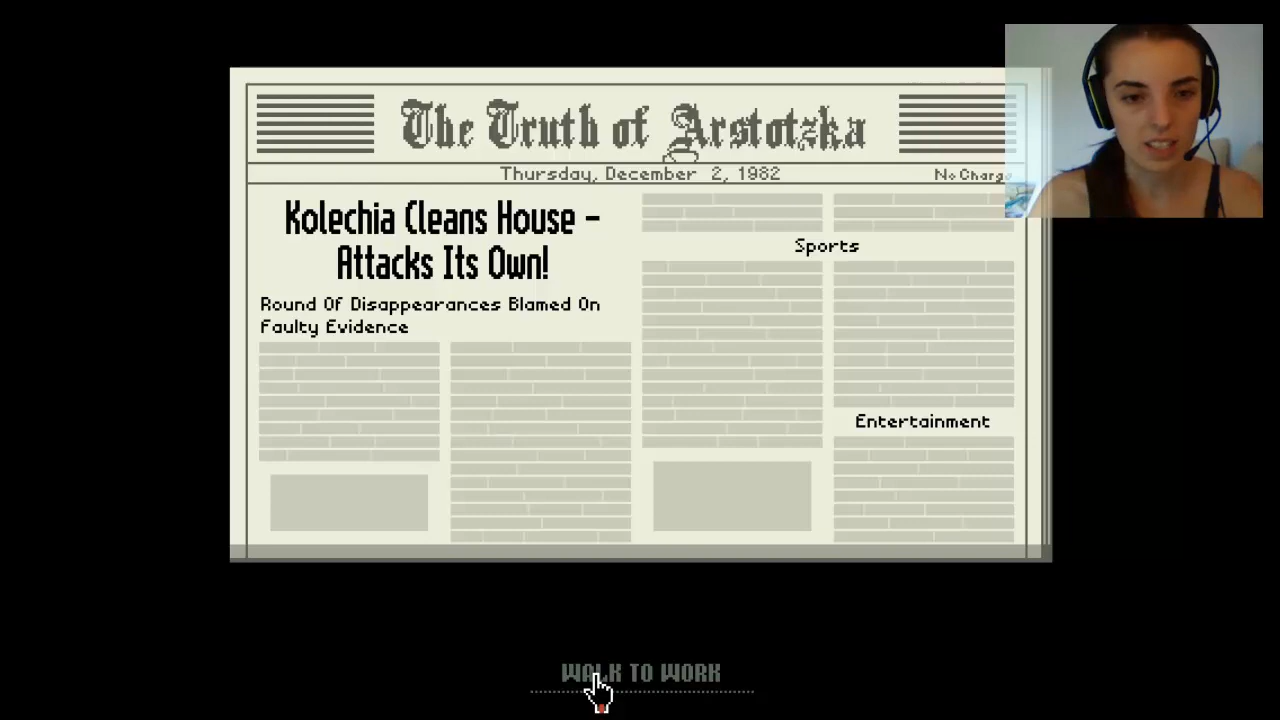 The Truth of Arstotzka
Thursday, December 2, 1982
No Charge
Kolechia Cleans House -
Attacks Its Own!
Round Of Disappearances Blamed On
Faulty Evidence
Sports
Entertainment
WALK TO WORK